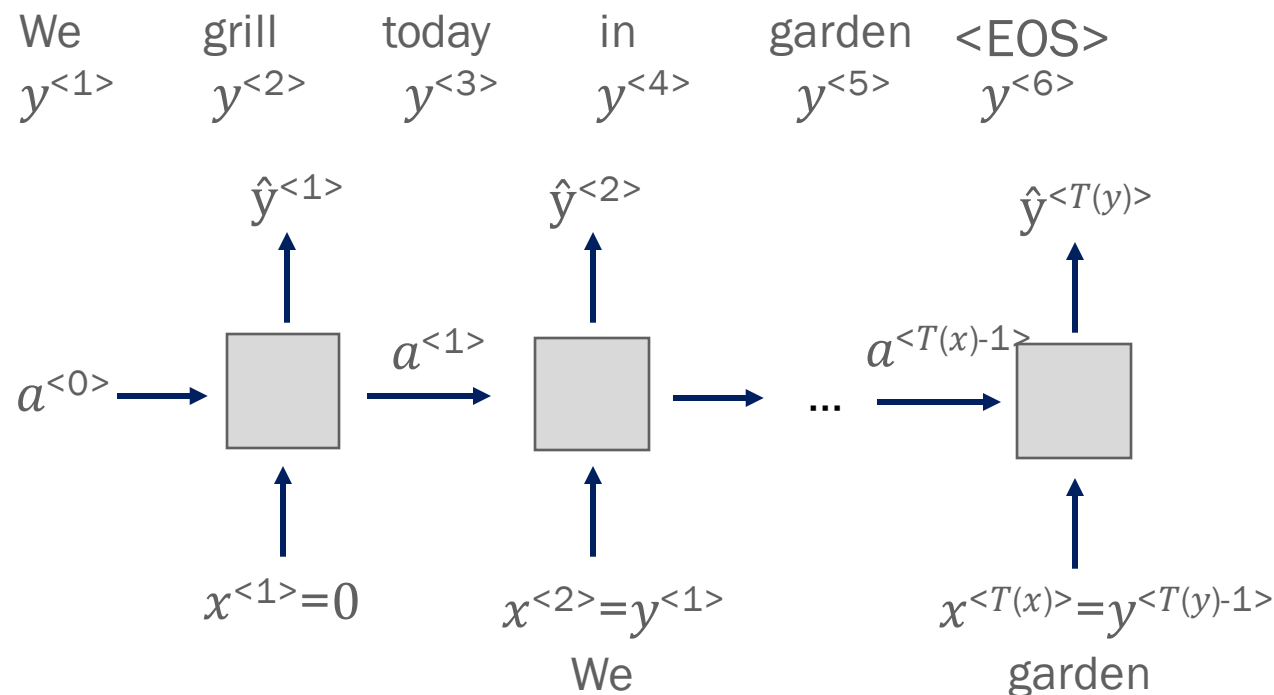 We grill today in garden <EOS>
y<1> y<2> y<3> y<4> y<5> y<6>
ŷ<1> ŷ<2> ŷ<T(y)>
a<0> a<1> ... a<T(x)-1>
x<1>=0 x<2>=y<1> x<T(x)>=y<T(y)-1>
We garden